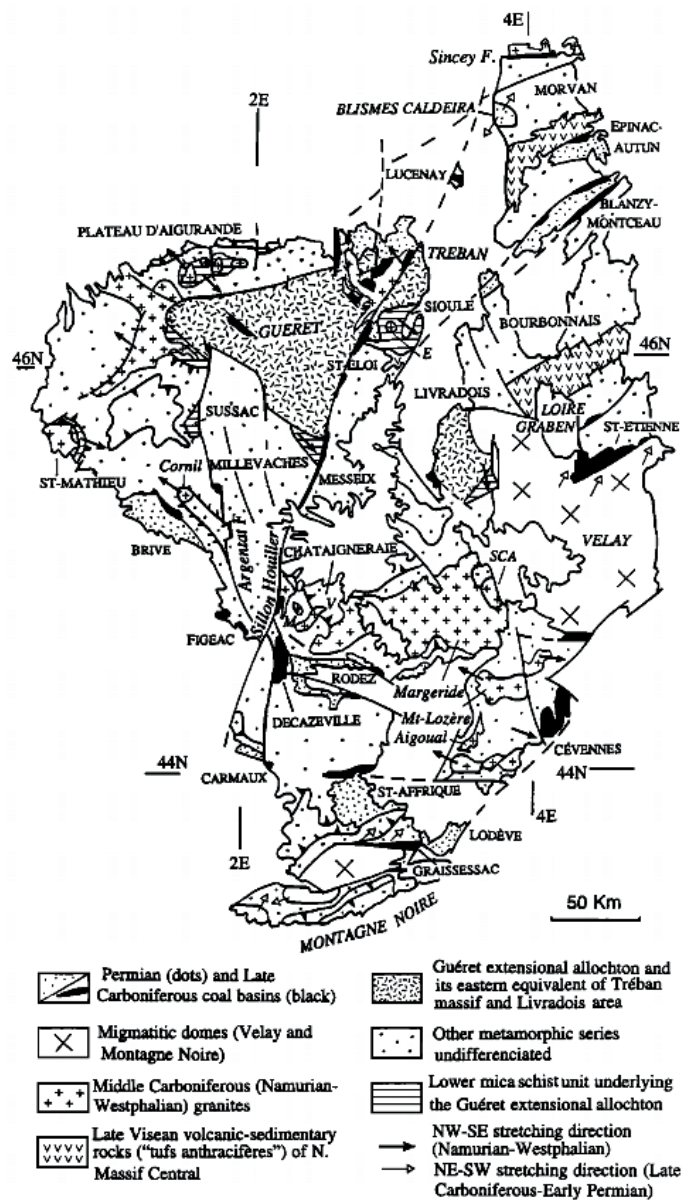 4E
Sincey F.
MORVAN
2E
BLISMES CALDEIRA
EPINAC-
AUTUN
LUCENAY
BLANZY-
MONTCEAU
PLATEAU D'AIGURANDE
TREBAN
SIOULE
GUERET
BOURBONNAIS
46N
46N
E
ST-ELOI
LIVRADOIS
LOIRE
GRABEN
SUSSAC
ST-ETIENNE
Cornil
MILLEVACHES
ST-MATHIEU
MESSEIX
VELAY
BRIVE
Argentat F.
Sillon Houiller
CHATAIGNERAIE
SCA
FIGEAC
RODEZ
Margeride
DECAZEVILLE
Mt-Lozère
Aigoual
CÉVENNES
44N
44N
CARMAUX
ST-AFFRIQUE
4E
LODÈVE
2E
GRAISSESSAC
50 Km
MONTAGNE NOIRE
Permian (dots) and Late
Carboniferous coal basins (black)
Migmatitic domes (Velay and
Montagne Noire)
Middle Carboniferous (Namurian-
Westphalian) granites
Late Visean volcanic-sedimentary
rocks ("tufs anthracifères") of N.
Massif Central
Guéret extensional allochton and
its eastern equivalent of Tréban
massif and Livradois area
Other metamorphic series
undifferenciated
Lower mica schist unit underlying
the Guéret extensional allochton
NW-SE stretching direction
(Namurian-Westphalian)
NE-SW stretching direction (Late
Carboniferous-Early Permian)